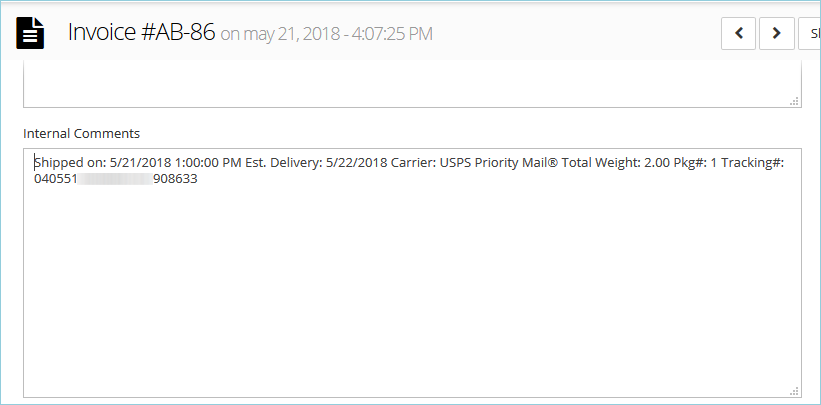 Invoice #AB-86 on may 21, 2018 - 4:07:25 PM
Internal Comments
Shipped on: 5/21/2018 1:00:00 PM Est. Delivery: 5/22/2018 Carrier: USPS Priority Mail® Total Weight: 2.00 Pkg#: 1 Tracking#:
040551 908633